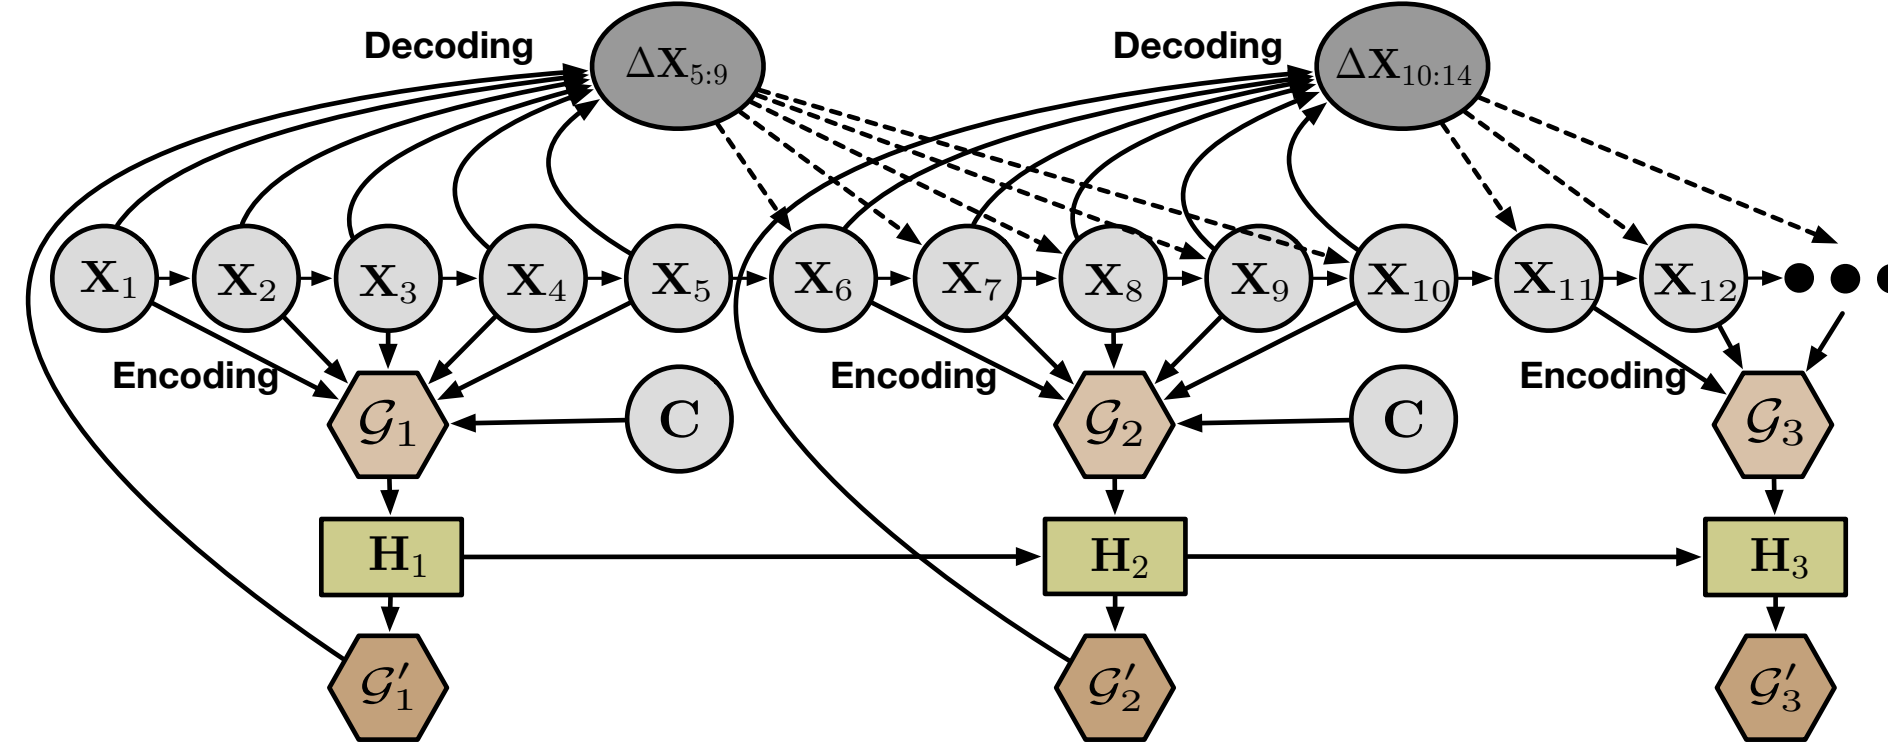 Decoding
ΔX₅:₉
Decoding
ΔX₁₀:₁₄
X₁ X₂ X₃ X₄ X₅ X₆ X₇ X₈ X₉ X₁₀ X₁₁ X₁₂
Encoding
Encoding
Encoding
𝒢₁ C 𝒢₂ C 𝒢₃
H₁ H₂ H₃
𝒢′₁ 𝒢′₂ 𝒢′₃